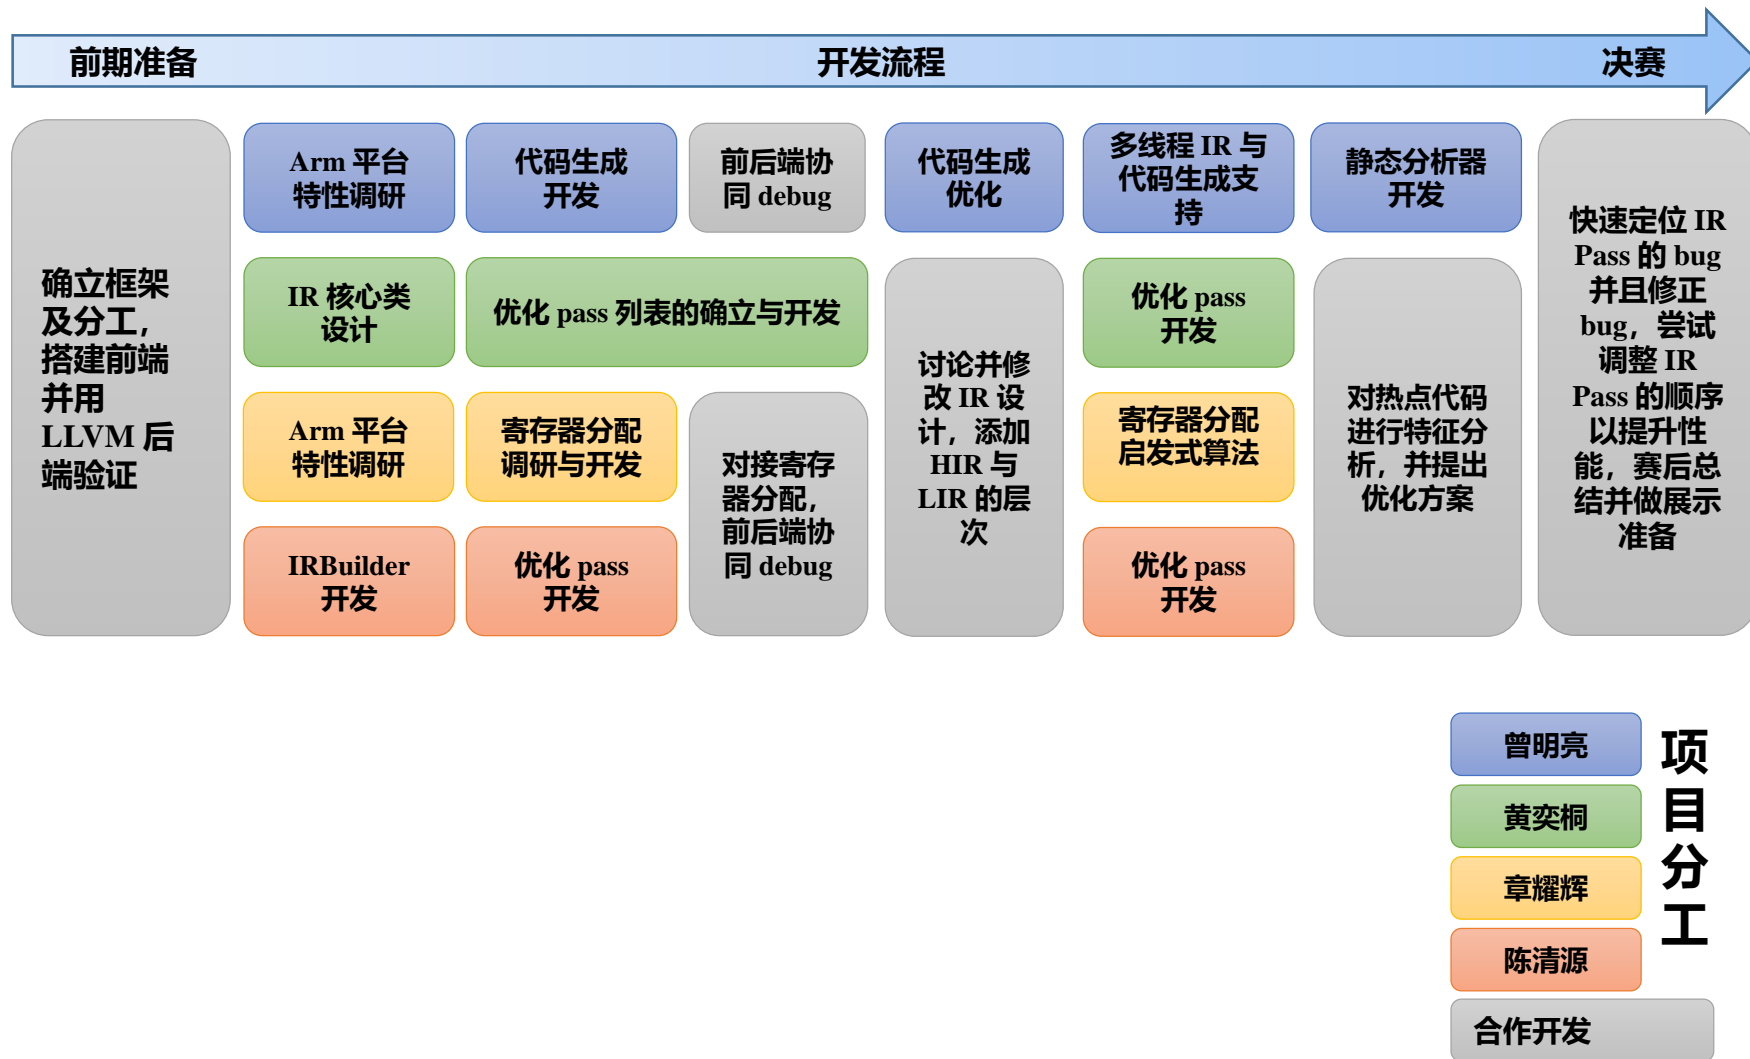 前期准备
开发流程
决赛
确立框架
及分工，
搭建前端
并用
LLVM 后
端验证
Arm 平台
特性调研
代码生成
开发
前后端协
同 debug
代码生成
优化
多线程 IR 与
代码生成支
持
静态分析器
开发
IR 核心类
设计
优化 pass 列表的确立与开发
优化 pass
开发
Arm 平台
特性调研
寄存器分配
调研与开发
对接寄存
器分配，
前后端协
同 debug
讨论并修
改 IR 设
计，添加
HIR 与
LIR 的层
次
寄存器分配
启发式算法
对热点代码
进行特征分
析，并提出
优化方案
IRBuilder
开发
优化 pass
开发
优化 pass
开发
快速定位 IR
Pass 的 bug
并且修正
bug，尝试
调整 IR
Pass 的顺序
以提升性
能，赛后总
结并做展示
准备
项目分工
曾明亮
黄奕桐
章耀辉
陈清源
合作开发